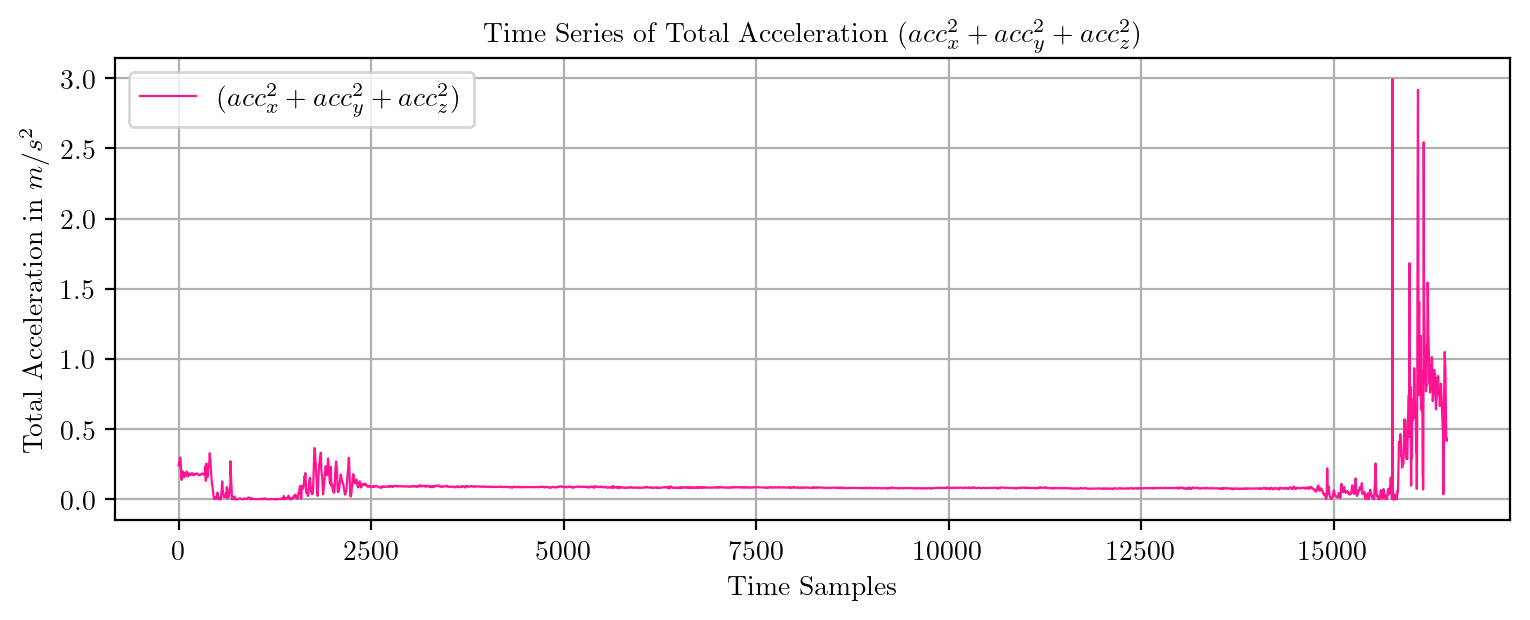 Time Series of Total Acceleration $(acc_x^2 + acc_y^2 + acc_z^2)$
$(acc_x^2 + acc_y^2 + acc_z^2)$
Total Acceleration in $m/s^2$
3.0
2.5
2.0
1.5
1.0
0.5
0.0
0 2500 5000 7500 10000 12500 15000
Time Samples